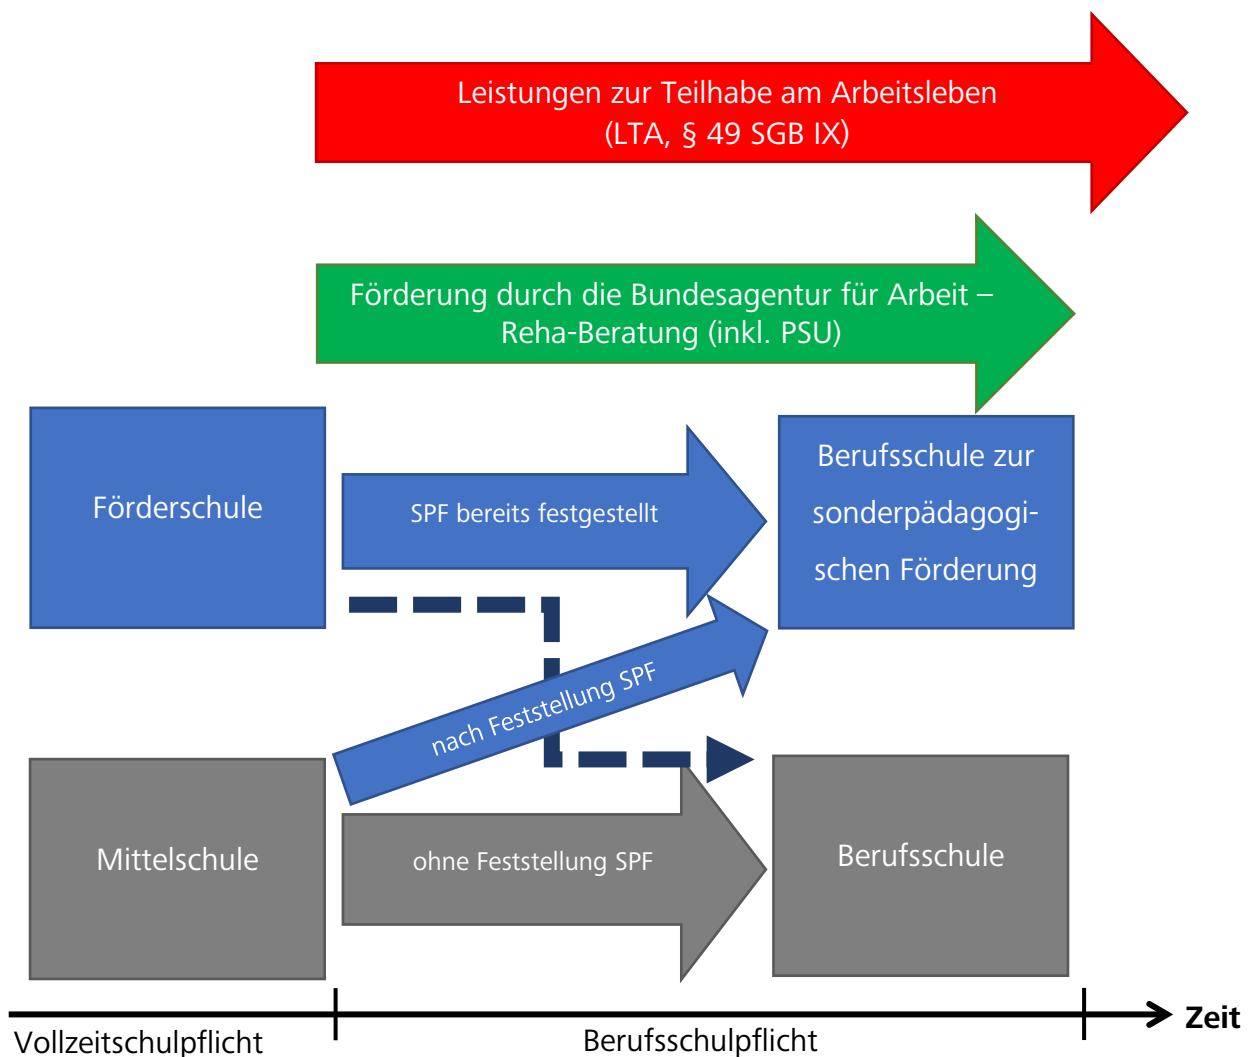 Leistungen zur Teilhabe am Arbeitsleben
(LTA, § 49 SGB IX)
Förderung durch die Bundesagentur für Arbeit –
Reha-Beratung (inkl. PSU)
Förderschule
SPF bereits festgestellt
Berufsschule zur
sonderpädagogi-
schen Förderung
nach Feststellung SPF
Mittelschule
ohne Feststellung SPF
Berufsschule
Zeit
Vollzeitschulpflicht
Berufsschulpflicht